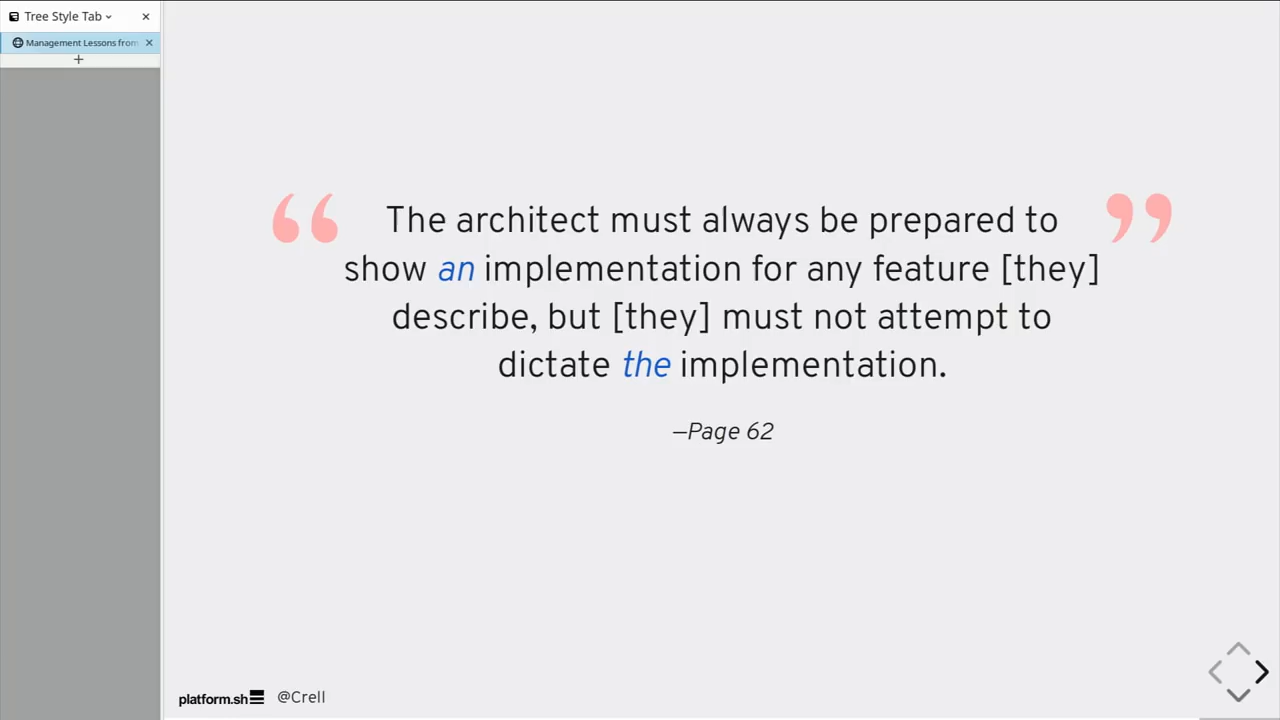 Tree Style Tab
Management Lessons from
“The architect must always be prepared to”
show an implementation for any feature [they]
describe, but [they] must not attempt to
dictate the implementation.
—Page 62
platform.sh @Crell